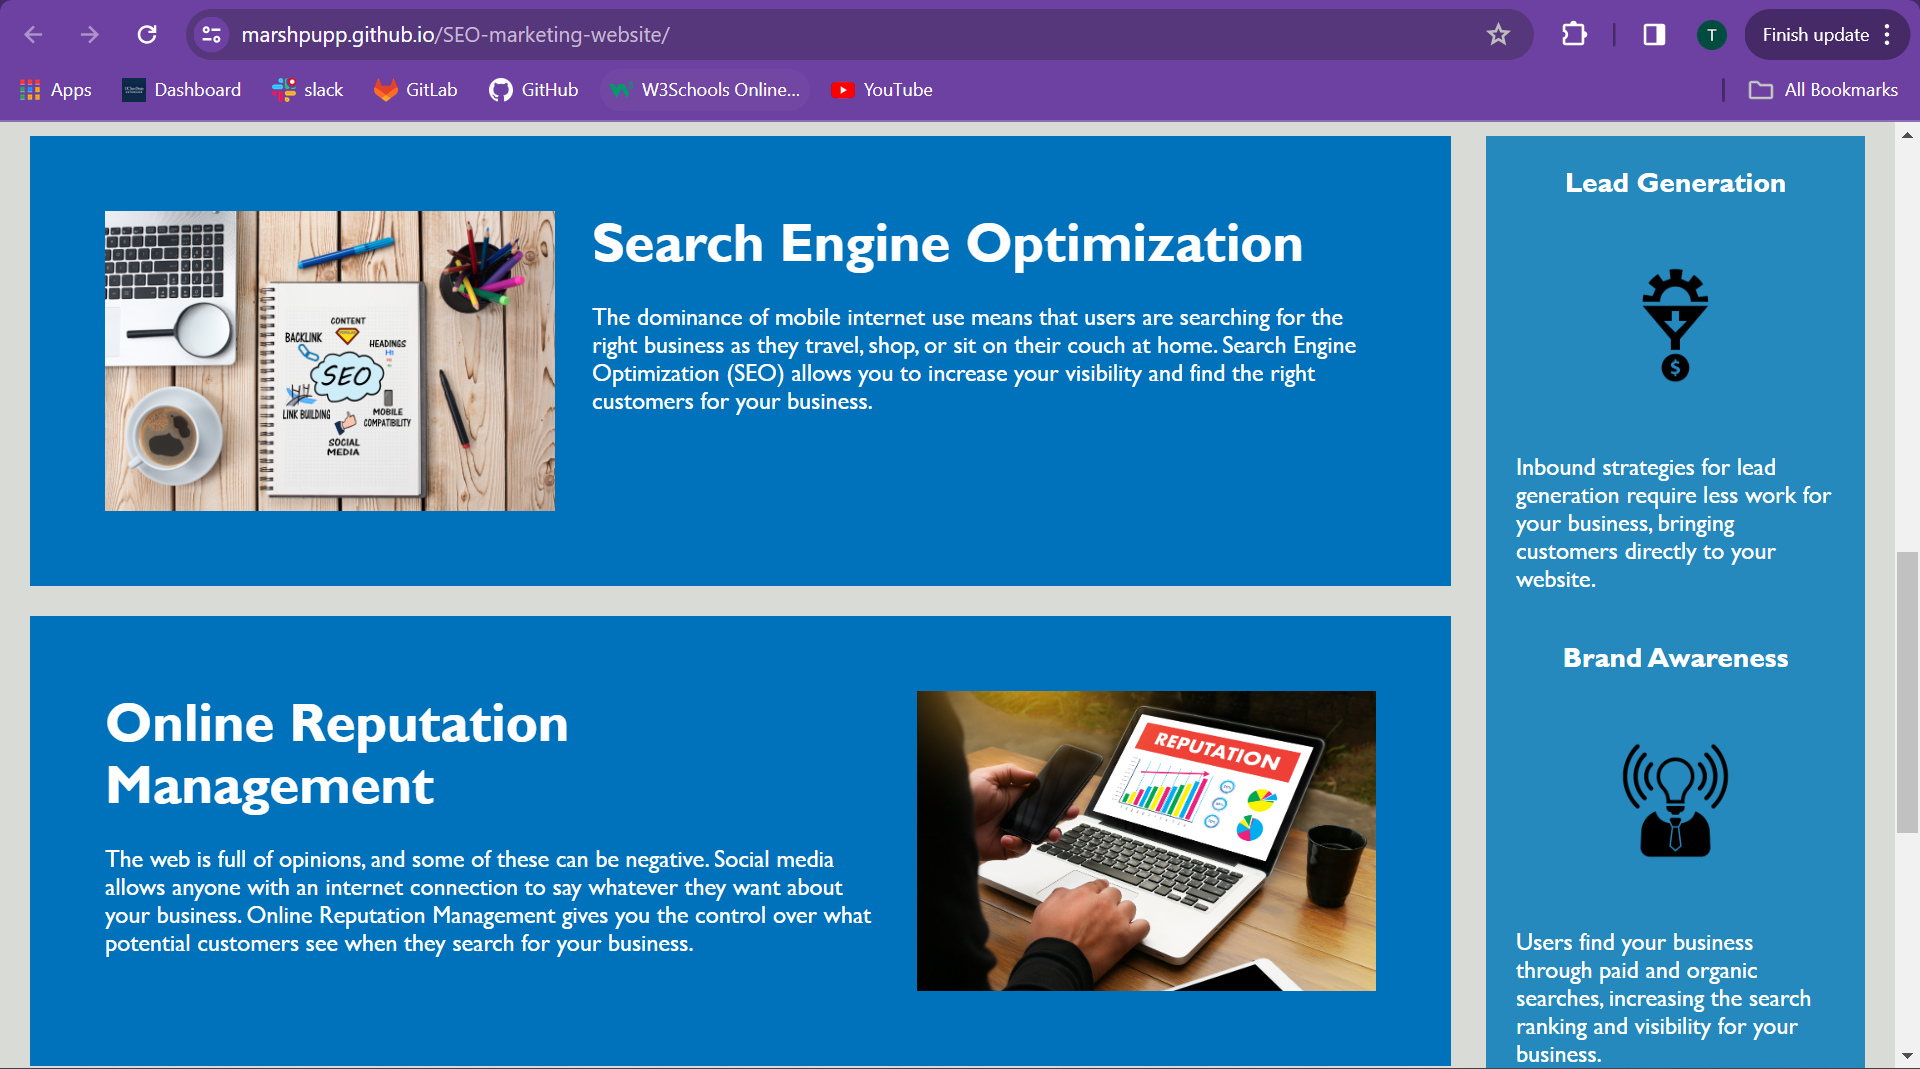 marshpupp.github.io/SEO-marketing-website/
T
Finish update
Apps
Dashboard
slack
GitLab
GitHub
W3Schools Online...
YouTube
All Bookmarks
CONTENT
BACKLINK
HEADINGS
H1
SEO
LINK BUILDING
MOBILE
COMPATIBILITY
SOCIAL
MEDIA
Search Engine Optimization
The dominance of mobile internet use means that users are searching for the
right business as they travel, shop, or sit on their couch at home. Search Engine
Optimization (SEO) allows you to increase your visibility and find the right
customers for your business.
Online Reputation
Management
The web is full of opinions, and some of these can be negative. Social media
allows anyone with an internet connection to say whatever they want about
your business. Online Reputation Management gives you the control over what
potential customers see when they search for your business.
REPUTATION
Lead Generation
$
Inbound strategies for lead
generation require less work for
your business, bringing
customers directly to your
website.
Brand Awareness
Users find your business
through paid and organic
searches, increasing the search
ranking and visibility for your
business.